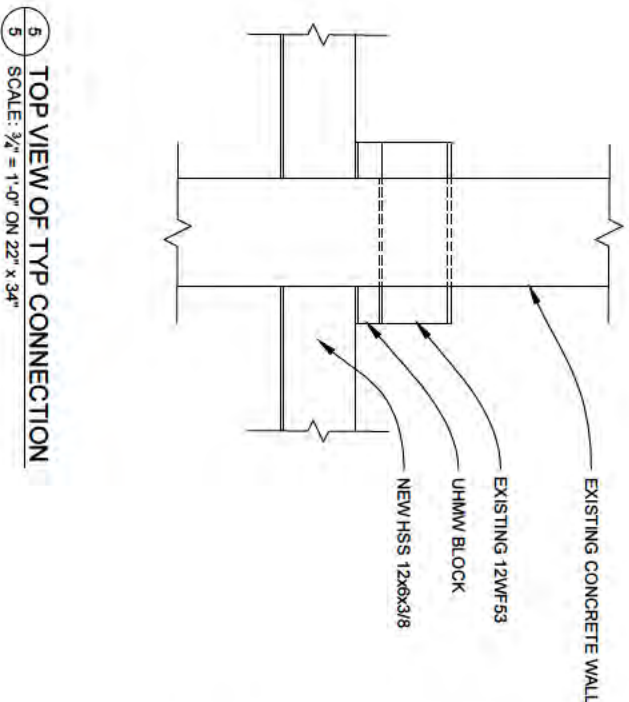 EXISTING CONCRETE WALL
EXISTING 12WF53
UHMW BLOCK
NEW HSS 12x6x3/8
5
5
TOP VIEW OF TYP CONNECTION
SCALE: ¾" = 1'-0" ON 22" x 34"